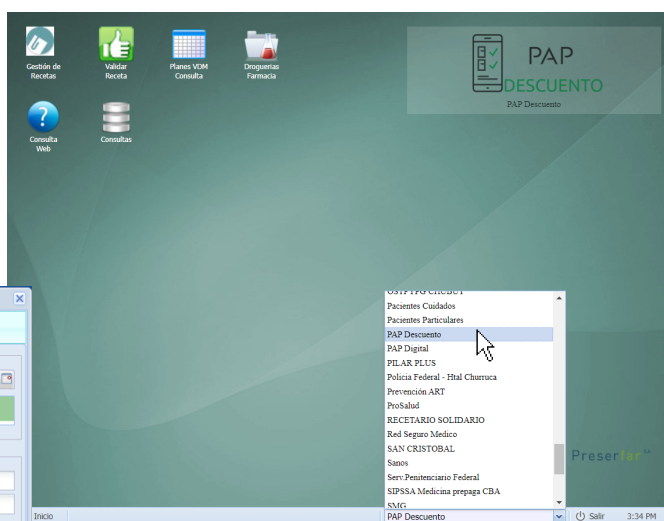 Gestión de
Recetas
Validar
Receta
Planes VDM
Consulta
Droguerias
Farmacia
PAP
DESCUENTO
PAP Descuento
Consulta
Web
Consultas
OSTPTPG CHUBUT
Pacientes Cuidados
Pacientes Particulares
PAP Descuento
PAP Digital
PILAR PLUS
Policia Federal - Htal Churruca
Prevención ART
ProSalud
RECETARIO SOLIDARIO
Red Seguro Medico
SAN CRISTOBAL
Sanos
Serv.Penitenciario Federal
SIPSSA Medicina prepaga CBA
SMG
Preserfar
Inicio
PAP Descuento
Salir
3:34 PM